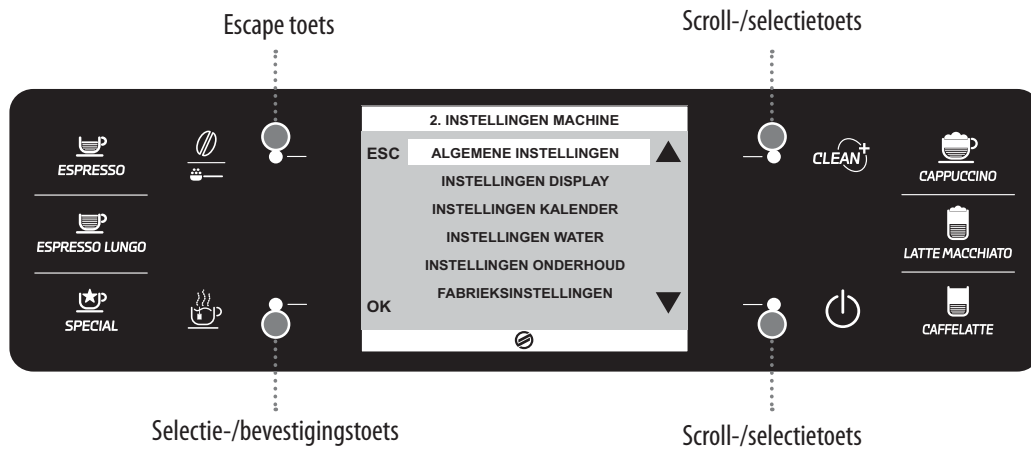 Escape toets
Scroll-/selectietoets
2. INSTELLINGEN MACHINE
ESC
ALGEMENE INSTELLINGEN
INSTELLINGEN DISPLAY
INSTELLINGEN KALENDER
INSTELLINGEN WATER
INSTELLINGEN ONDERHOUD
FABRIEKSINSTELLINGEN
OK
ESPRESSO
ESPRESSO LUNGO
SPECIAL
CLEAN+
CAPPUCCINO
LATTE MACCHIATO
CAFFELATTE
Selectie-/bevestigingstoets
Scroll-/selectietoets